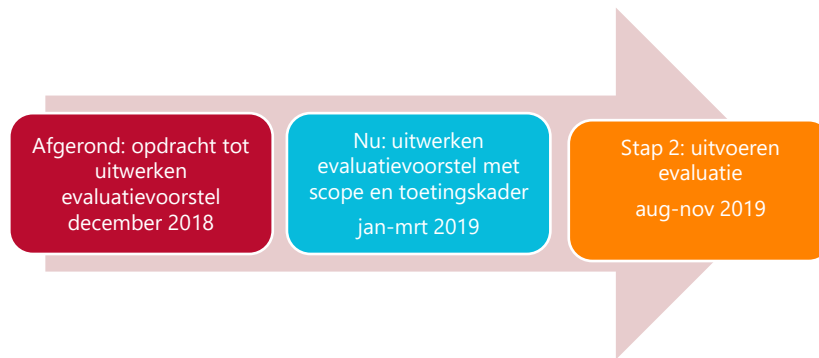 Afgerond: opdracht tot
uitwerken
evaluatievoorstel
december 2018
Nu: uitwerken
evaluatievoorstel met
scope en toetingskader
jan-mrt 2019
Stap 2: uitvoeren
evaluatie
aug-nov 2019